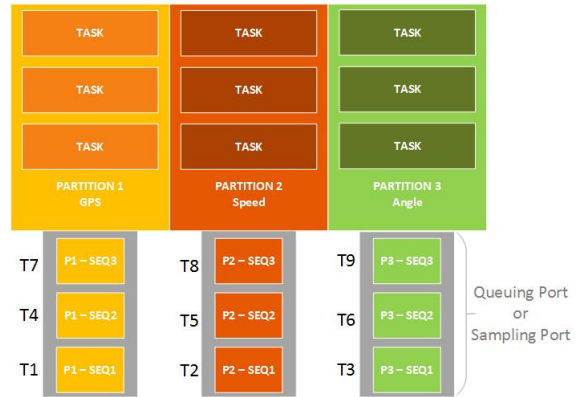 TASK TASK TASK
TASK TASK TASK
TASK TASK TASK
PARTITION 1 PARTITION 2 PARTITION 3
GPS Speed Angle
T7 P1 – SEQ3 T8 P2 – SEQ3 T9 P3 – SEQ3
T4 P1 – SEQ2 T5 P2 – SEQ2 T6 P3 – SEQ2
T1 P1 – SEQ1 T2 P2 – SEQ1 T3 P3 – SEQ1
Queuing Port
or
Sampling Port